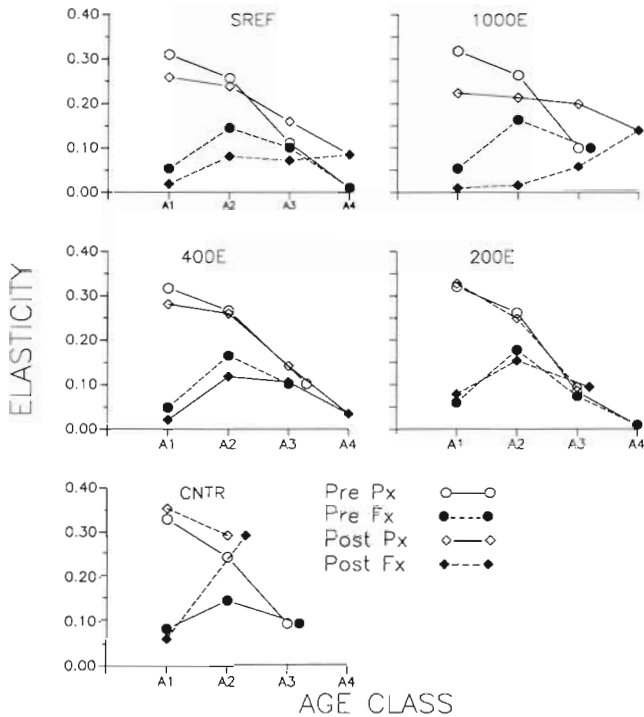 SREF
1000E
0.40
0.30
0.20
0.10
0.00
A1 A2 A3 A4
400E
200E
0.40
0.30
0.20
0.10
0.00
A1 A2 A3 A4
A1 A2 A3 A4
ELASTICITY
CNTR
0.40
0.30
0.20
0.10
0.00
A1 A2 A3 A4
Pre Px
Pre Fx
Post Px
Post Fx
AGE CLASS